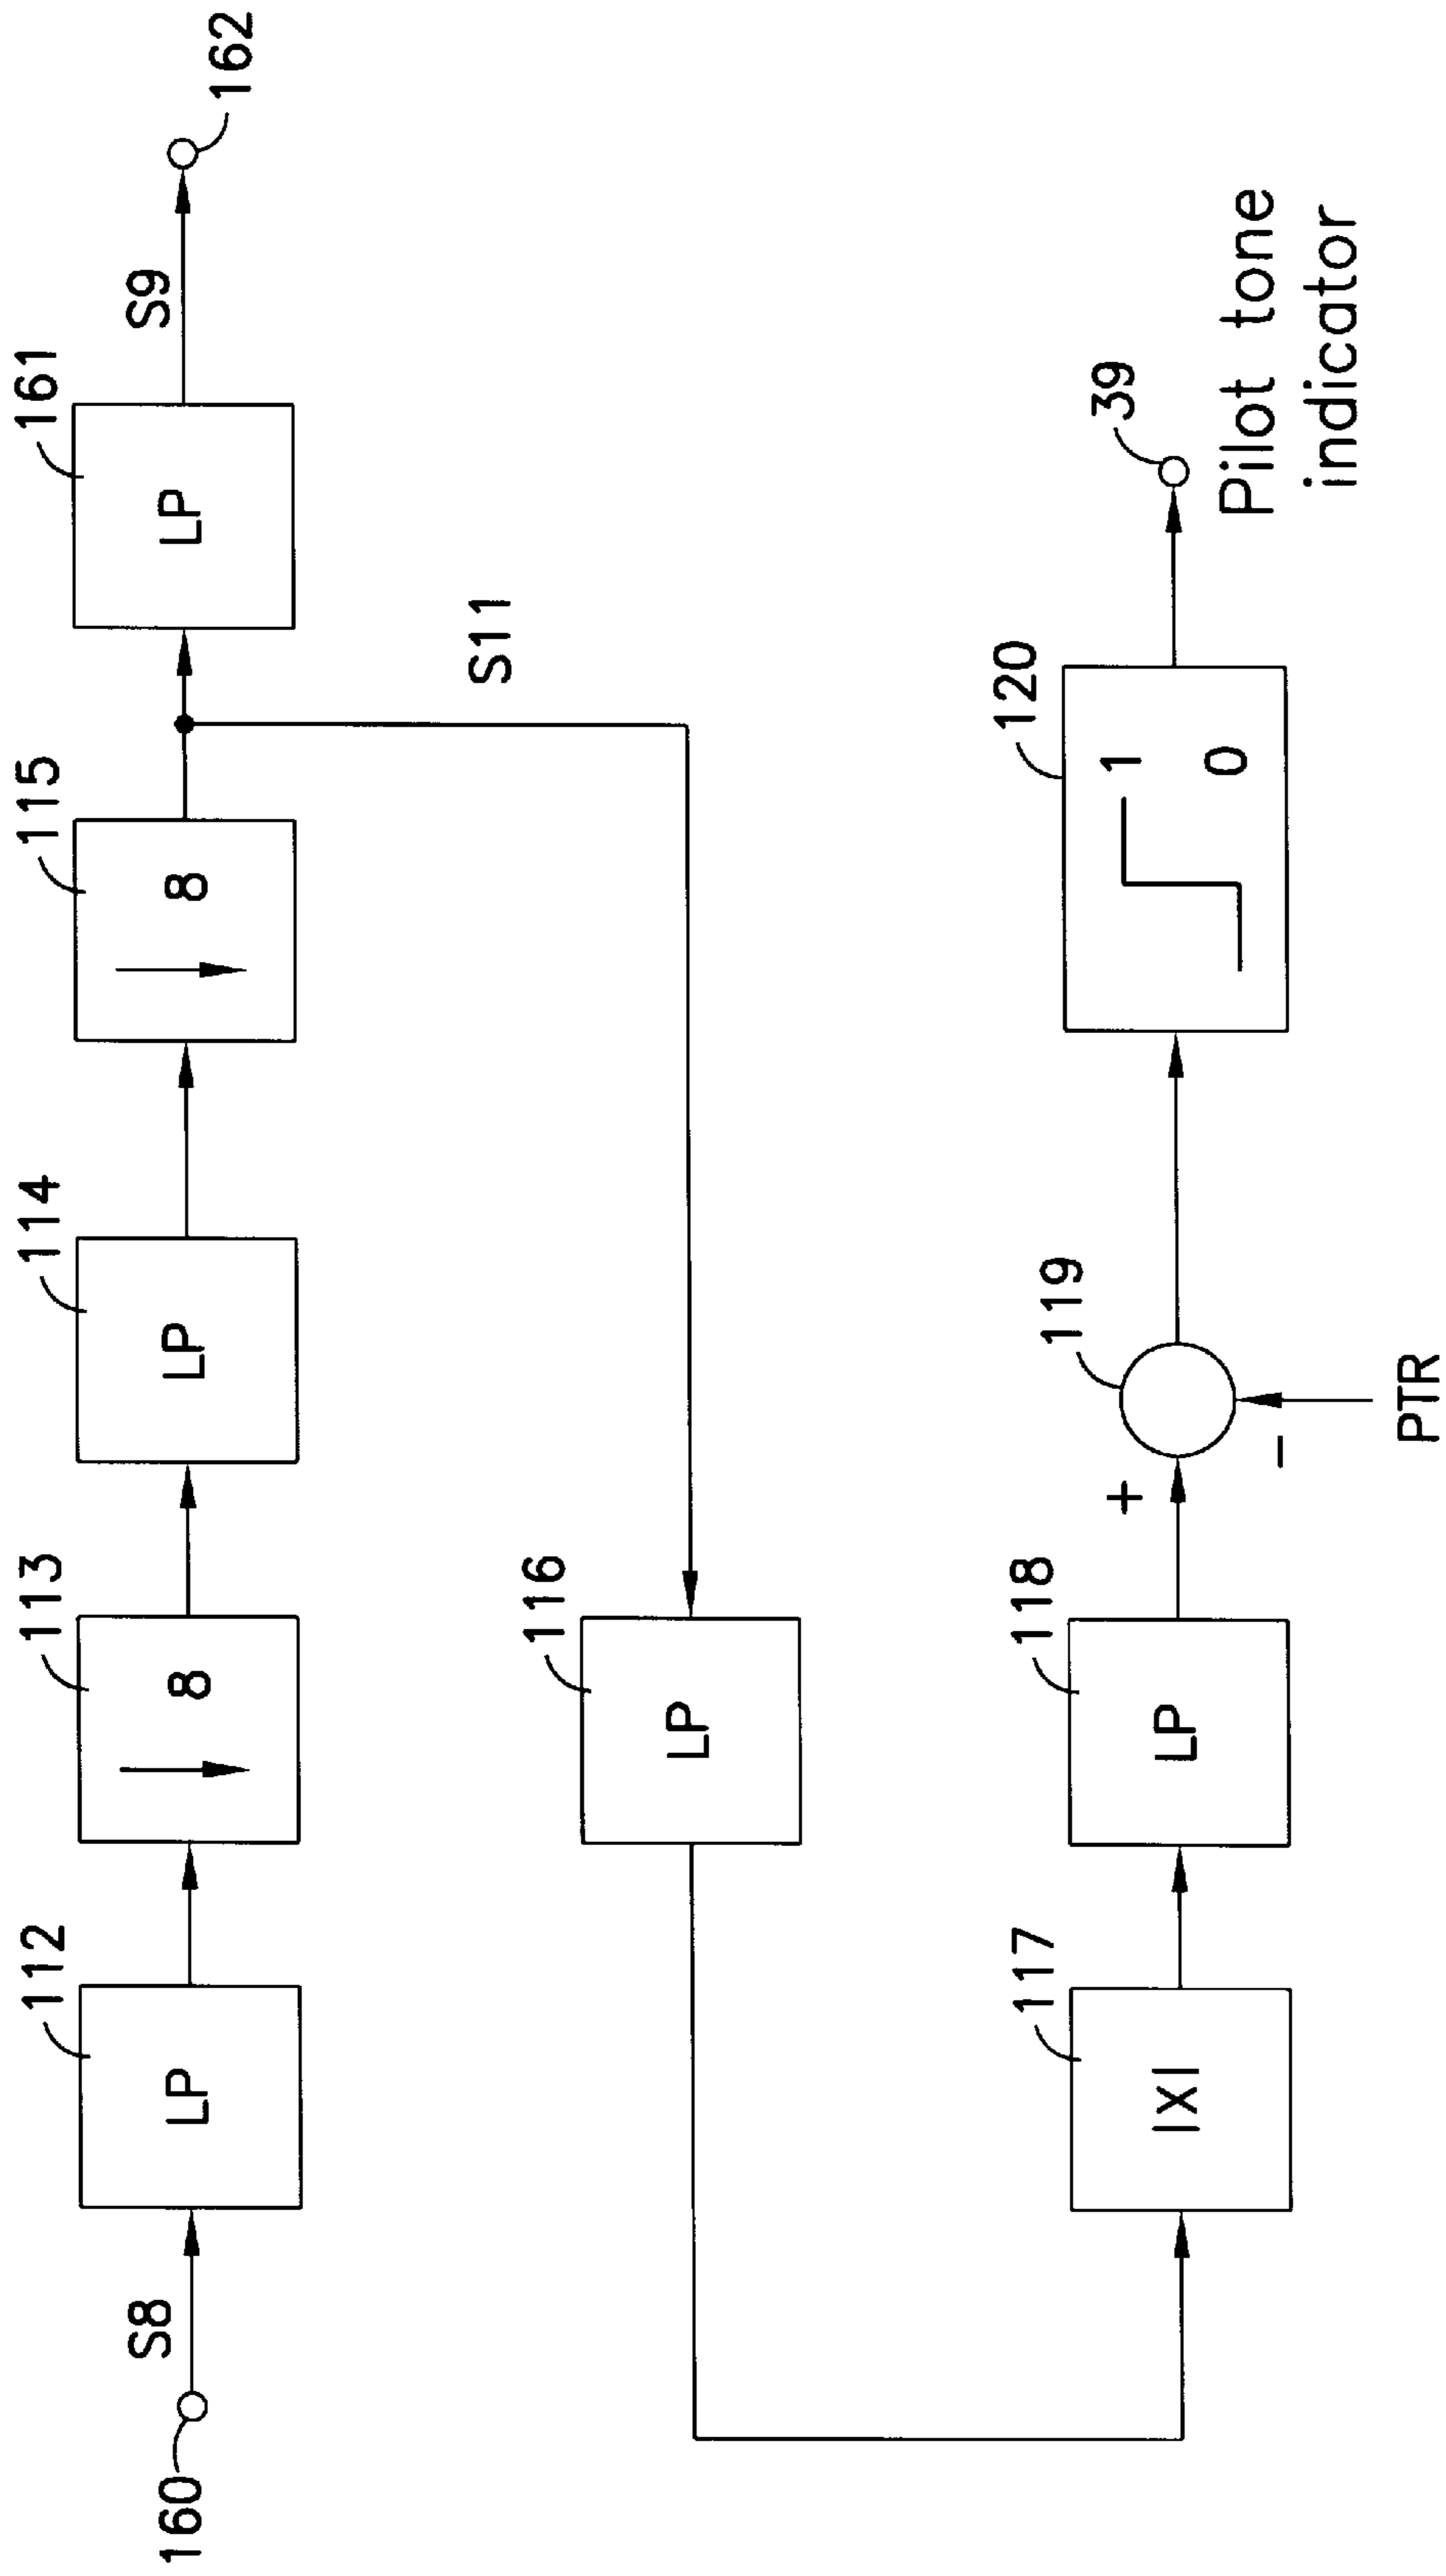 160
S8
112
LP
113
8
114
LP
115
8
161
LP
S9
162
S11
116
LP
117
|X|
118
LP
+
-
PTR
119
120
1
0
39
Pilot tone
indicator